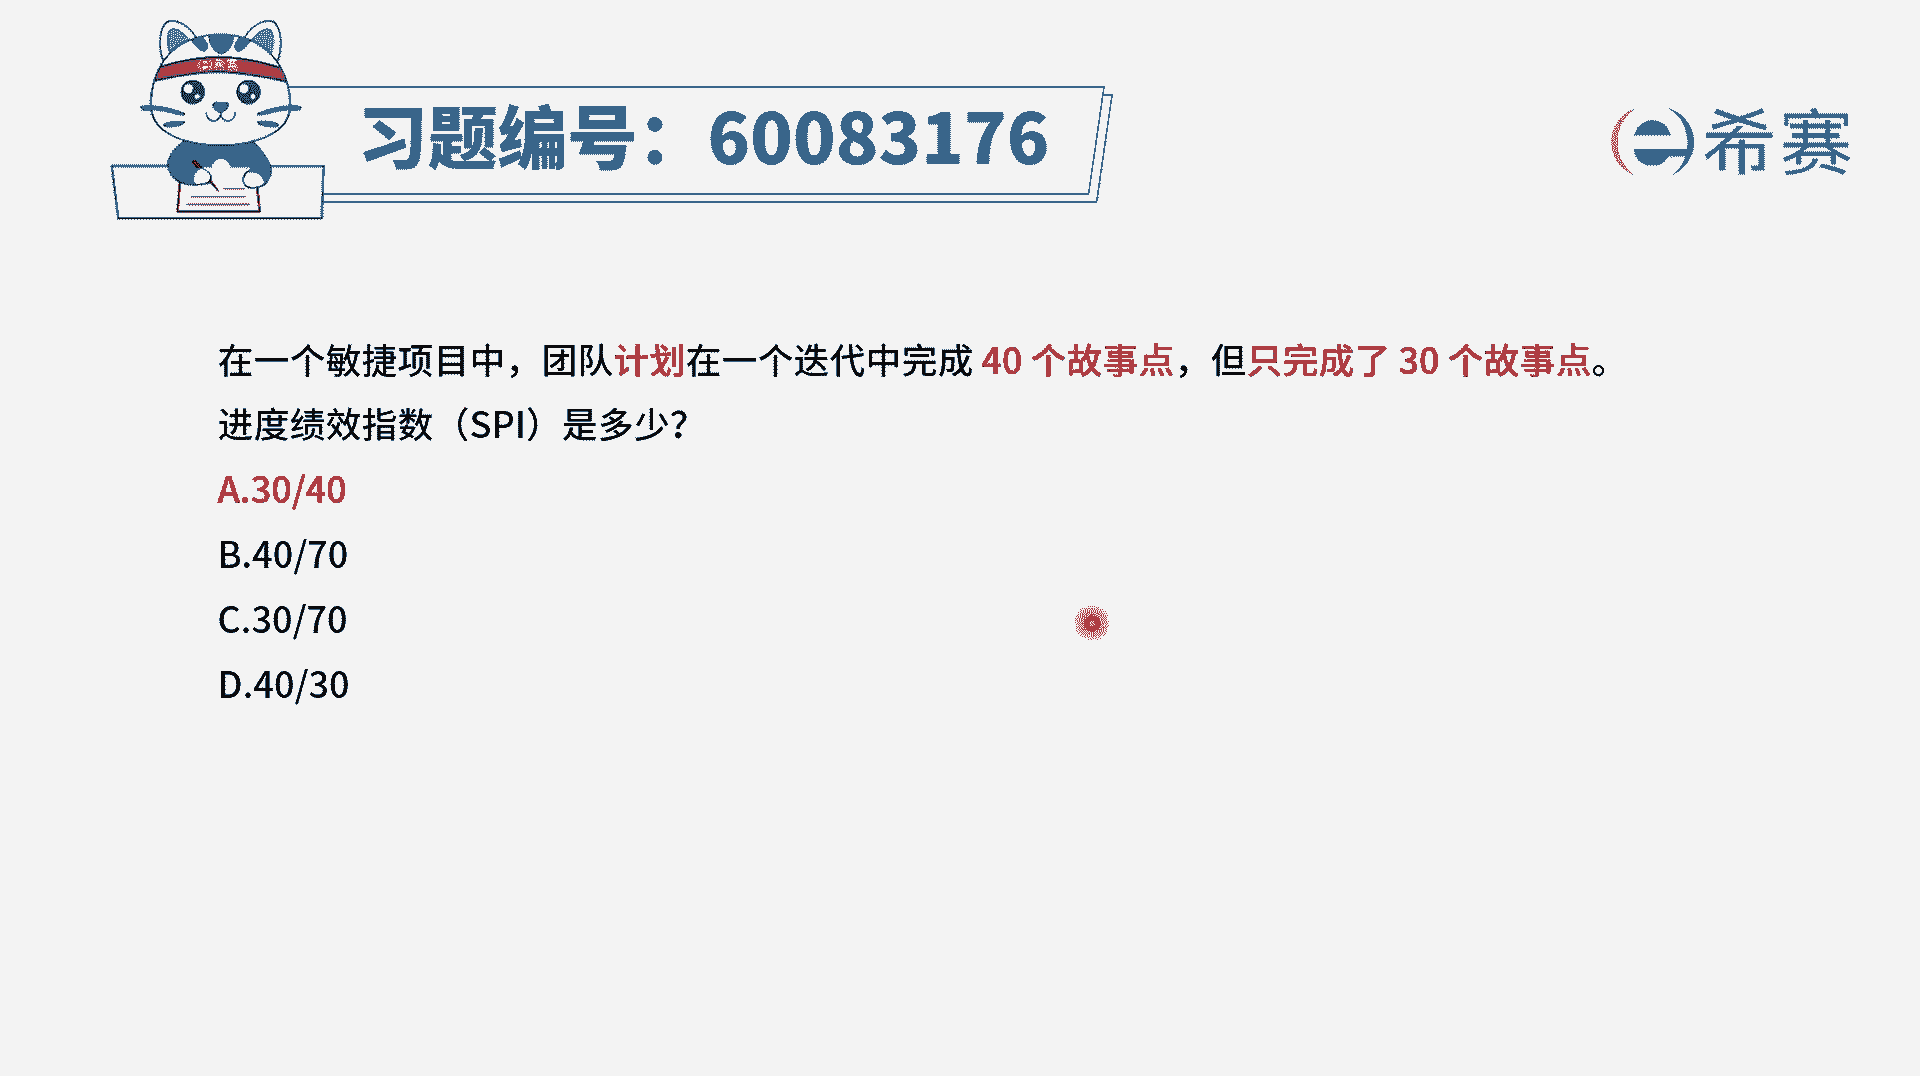 习题编号：60083176
希赛
在一个敏捷项目中，团队计划在一个迭代中完成 40 个故事点，但只完成了 30 个故事点。
进度绩效指数（SPI）是多少？
A.30/40
B.40/70
C.30/70
D.40/30